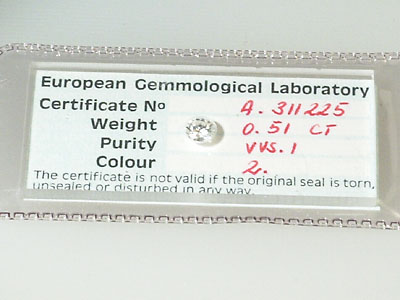 European Gemmological Laboratory
Certificate No A. 311225
Weight 0.51 CT
Purity VVS. 1
Colour 2.
The certificate is not valid if the original seal is torn,
unsealed or disturbed in any way.